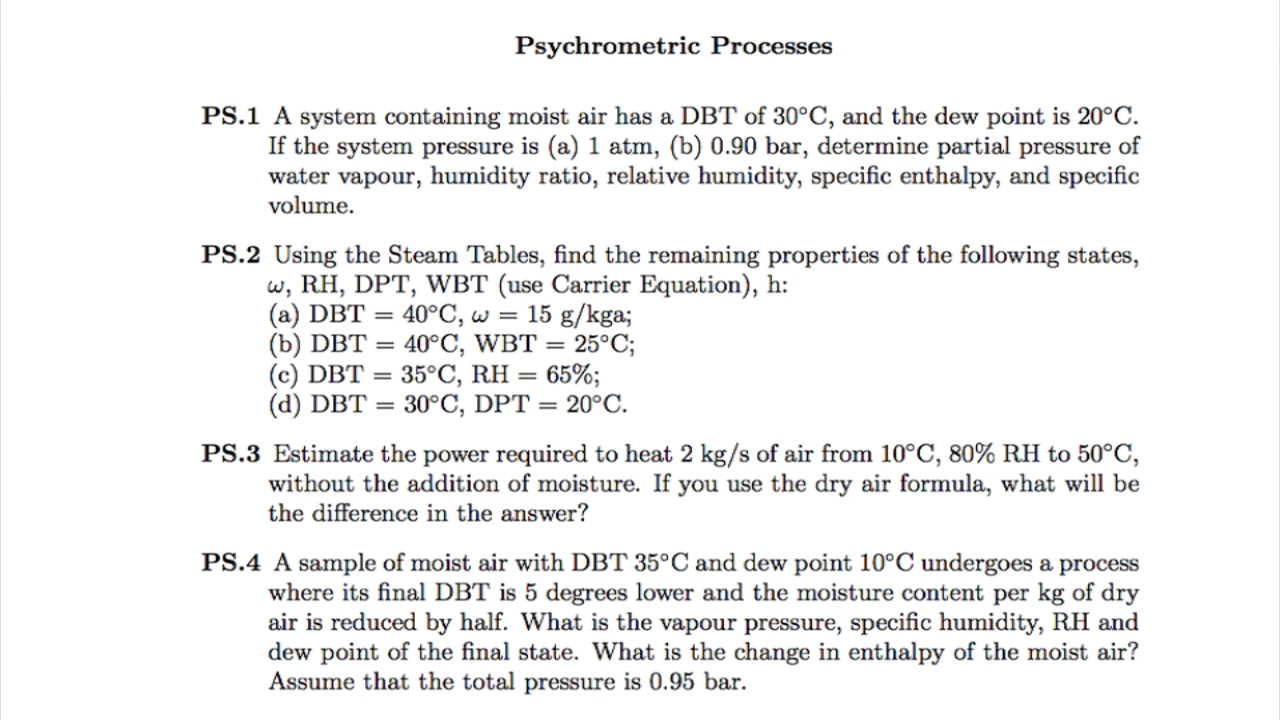 Psychrometric Processes
PS.1 A system containing moist air has a DBT of 30°C, and the dew point is 20°C.
If the system pressure is (a) 1 atm, (b) 0.90 bar, determine partial pressure of
water vapour, humidity ratio, relative humidity, specific enthalpy, and specific
volume.
PS.2 Using the Steam Tables, find the remaining properties of the following states,
ω, RH, DPT, WBT (use Carrier Equation), h:
(a) DBT = 40°C, ω = 15 g/kga;
(b) DBT = 40°C, WBT = 25°C;
(c) DBT = 35°C, RH = 65%;
(d) DBT = 30°C, DPT = 20°C.
PS.3 Estimate the power required to heat 2 kg/s of air from 10°C, 80% RH to 50°C,
without the addition of moisture. If you use the dry air formula, what will be
the difference in the answer?
PS.4 A sample of moist air with DBT 35°C and dew point 10°C undergoes a process
where its final DBT is 5 degrees lower and the moisture content per kg of dry
air is reduced by half. What is the vapour pressure, specific humidity, RH and
dew point of the final state. What is the change in enthalpy of the moist air?
Assume that the total pressure is 0.95 bar.